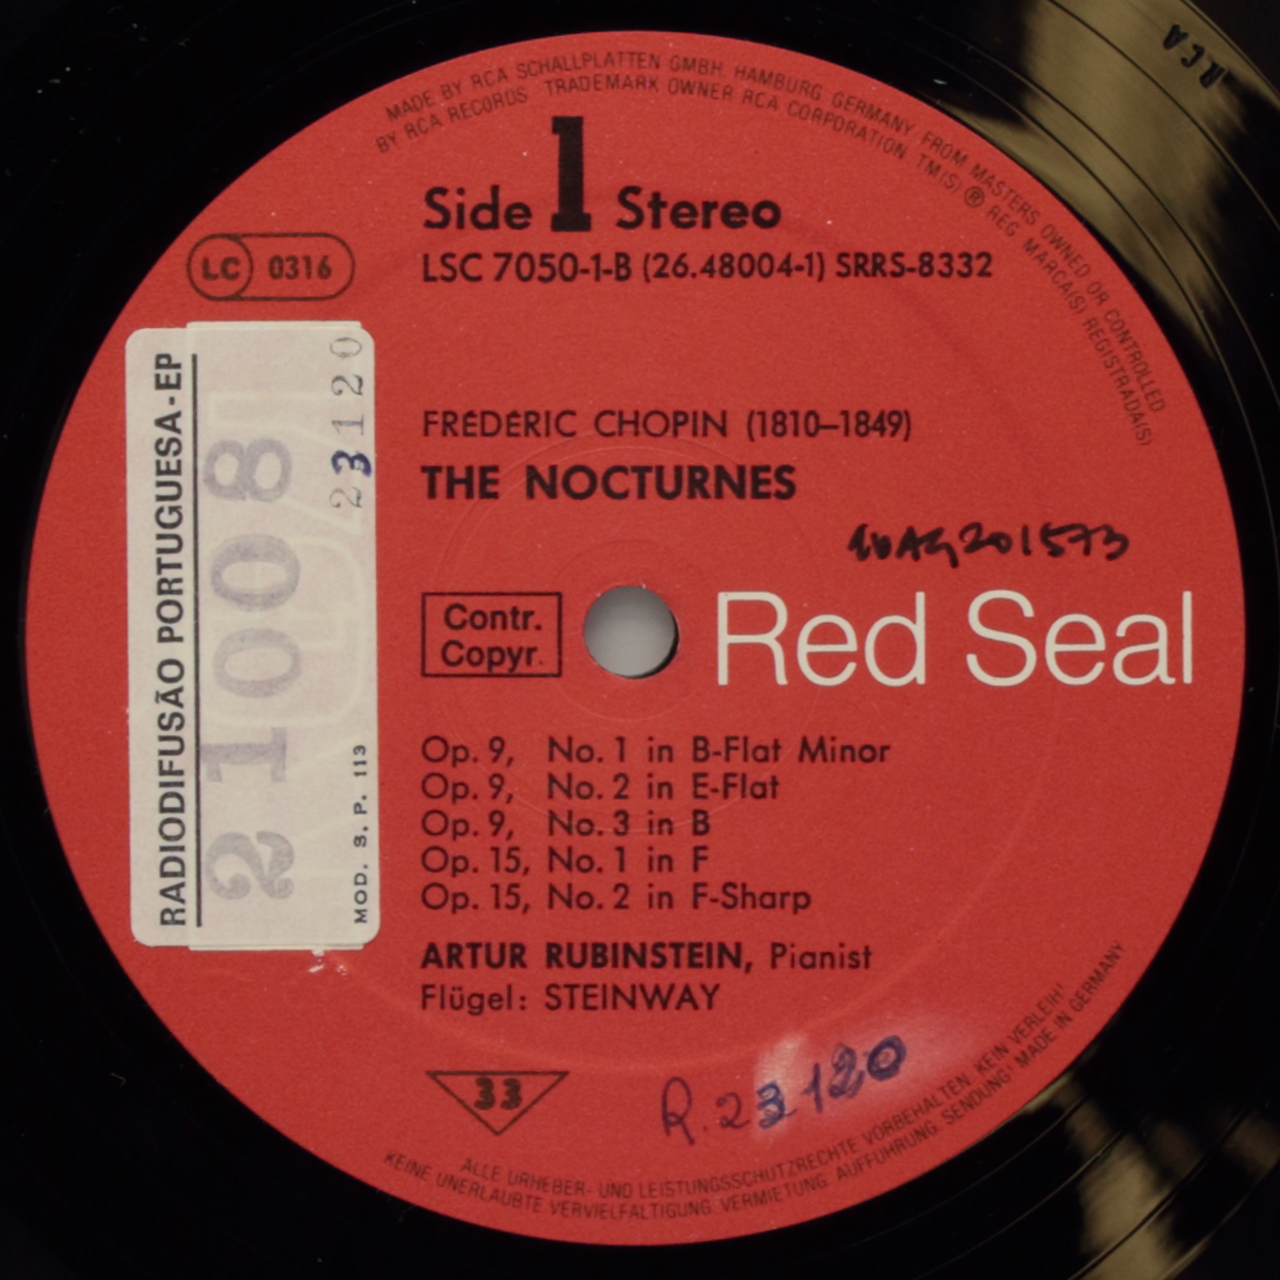 MADE BY RCA SCHALLPLATTEN GMBH. HAMBURG, GERMANY, FROM MASTERS OWNED OR CONTROLLED
BY RCA RECORDS TRADEMARK OWNER RCA CORPORATION TM(S) ® REG MARCA(S) REGISTRADA(S)
RCA
Side 1 Stereo
LC 0316
LSC 7050-1-B (26.48004-1) SRRS-8332
RADIODIFUSÃO PORTUGUESA-EP
21008
23120
MOD. S. P. 113
FRÉDÉRIC CHOPIN (1810–1849)
THE NOCTURNES
Contr.
Copyr.
Red Seal
Op. 9, No. 1 in B-Flat Minor
Op. 9, No. 2 in E-Flat
Op. 9, No. 3 in B
Op. 15, No. 1 in F
Op. 15, No. 2 in F-Sharp
ARTUR RUBINSTEIN, Pianist
Flügel: STEINWAY
33
R. 23120
ALLE URHEBER- UND LEISTUNGSSCHUTZRECHTE VORBEHALTEN. KEIN VERLEIH!
KEINE UNERLAUBTE VERVIELFÄLTIGUNG, VERMIETUNG, AUFFÜHRUNG, SENDUNG! MADE IN GERMANY